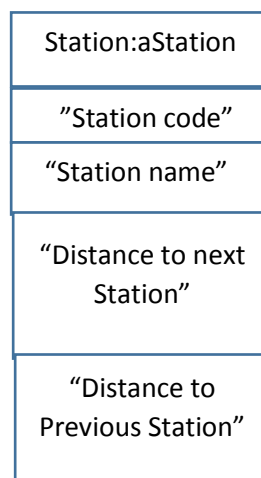 Station:aStation
”Station code”
“Station name”
“Distance to next
Station”
“Distance to
Previous Station”